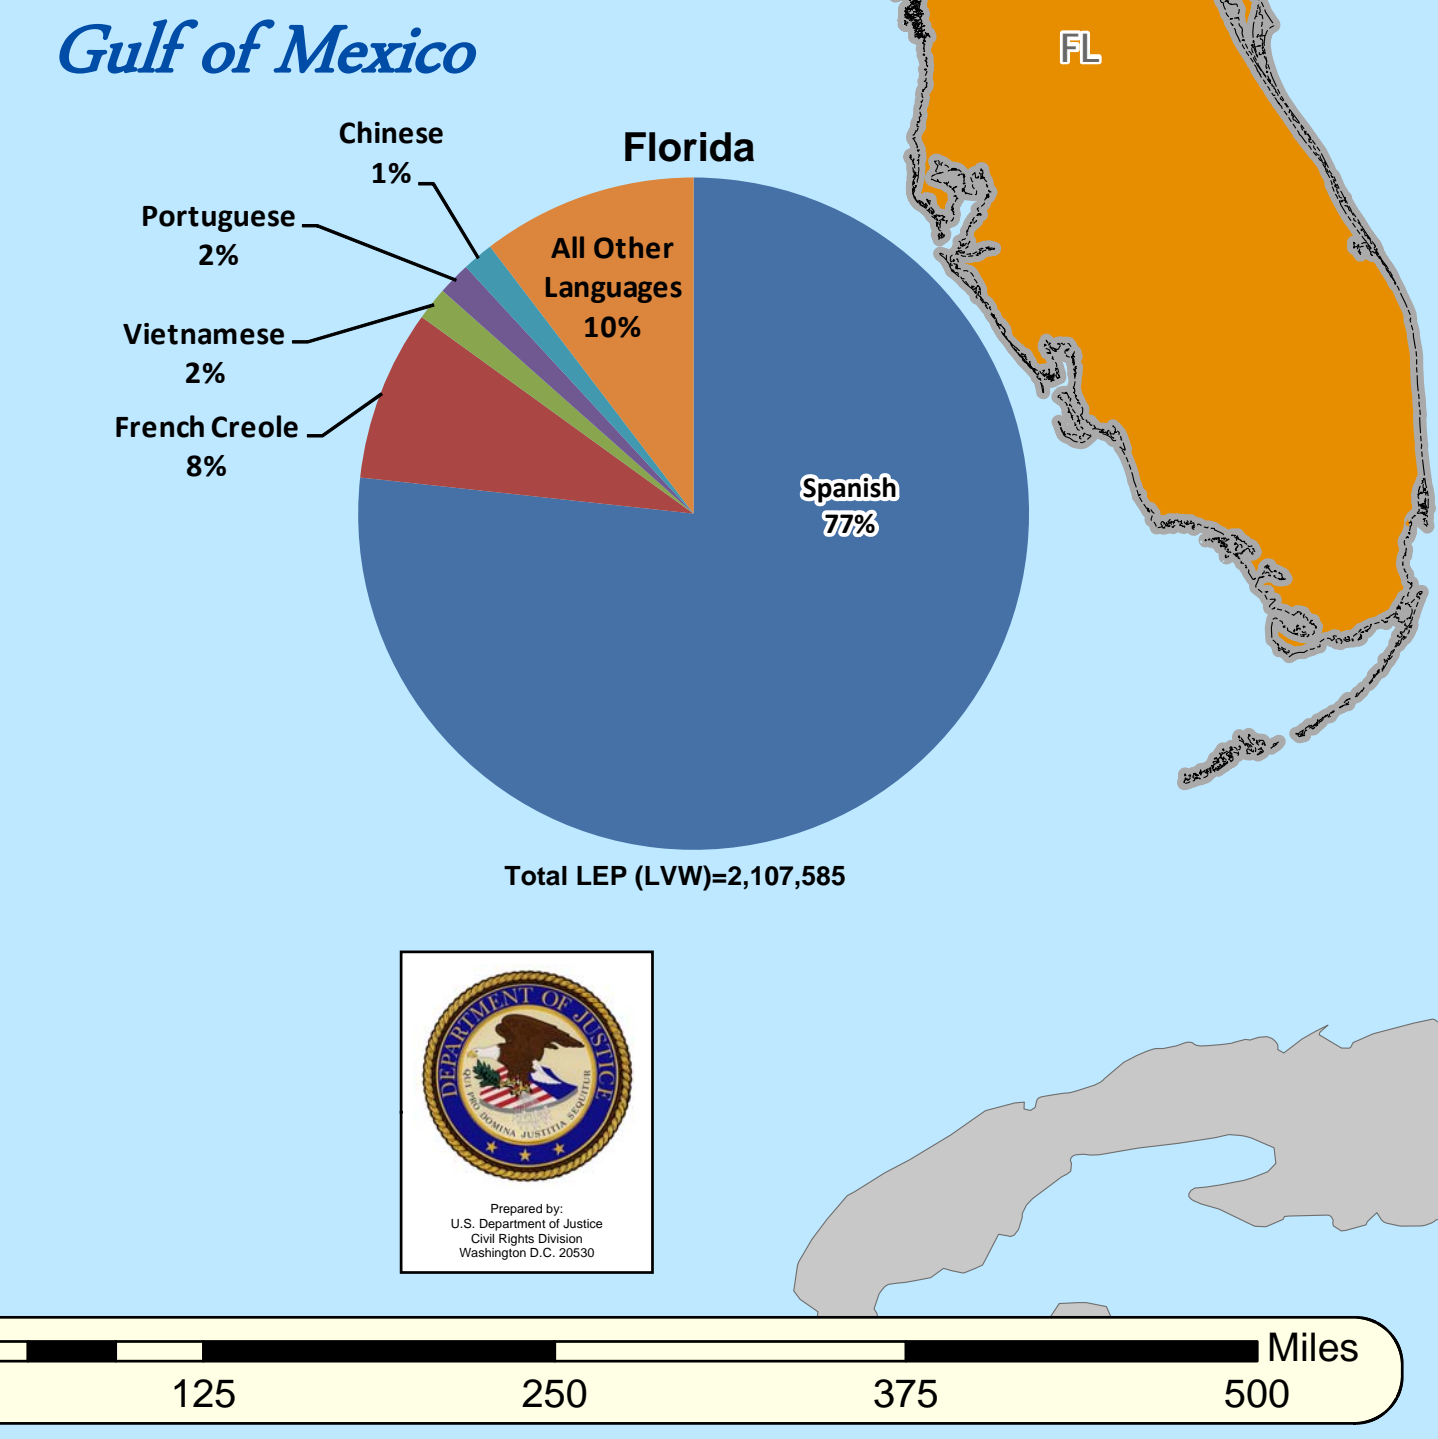 Gulf of Mexico
FL
Florida
Chinese
1%
Portuguese
2%
Vietnamese
2%
French Creole
8%
All Other
Languages
10%
Spanish
77%
Total LEP (LVW)=2,107,585
DEPARTMENT OF JUSTICE
QUI PRO DOMINA JUSTITIA SEQUITUR
Prepared by:
U.S. Department of Justice
Civil Rights Division
Washington D.C. 20530
Miles
125 250 375 500